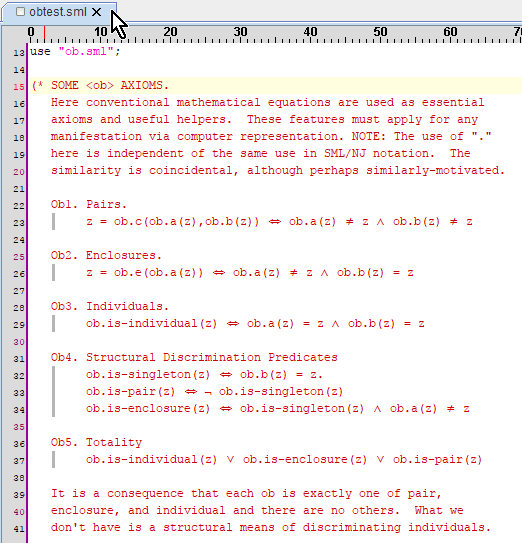 obtest.sml
0 10 20 30 40 50 60 70
13 use "ob.sml";
14
15 (* SOME <ob> AXIOMS.
16 Here conventional mathematical equations are used as essential
17 axioms and useful helpers.  These features must apply for any
18 manifestation via computer representation. NOTE: The use of "."
19 here is independent of the same use in SML/NJ notation.  The
20 similarity is coincidental, although perhaps similarly-motivated.
21
22 Ob1. Pairs.
23 z = ob.c(ob.a(z),ob.b(z)) ⇔ ob.a(z) ≠ z ∧ ob.b(z) ≠ z
24
25 Ob2. Enclosures.
26 z = ob.e(ob.a(z)) ⇔ ob.a(z) ≠ z ∧ ob.b(z) = z
27
28 Ob3. Individuals.
29 ob.is-individual(z) ⇔ ob.a(z) = z ∧ ob.b(z) = z
30
31 Ob4. Structural Discrimination Predicates
32 ob.is-singleton(z) ⇔ ob.b(z) = z.
33 ob.is-pair(z) ⇔ ¬ ob.is-singleton(z)
34 ob.is-enclosure(z) ⇔ ob.is-singleton(z) ∧ ob.a(z) ≠ z
35
36 Ob5. Totality
37 ob.is-individual(z) ∨ ob.is-enclosure(z) ∨ ob.is-pair(z)
38
39 It is a consequence that each ob is exactly one of pair,
40 enclosure, and individual and there are no others.  What we
41 don't have is a structural means of discriminating individuals.